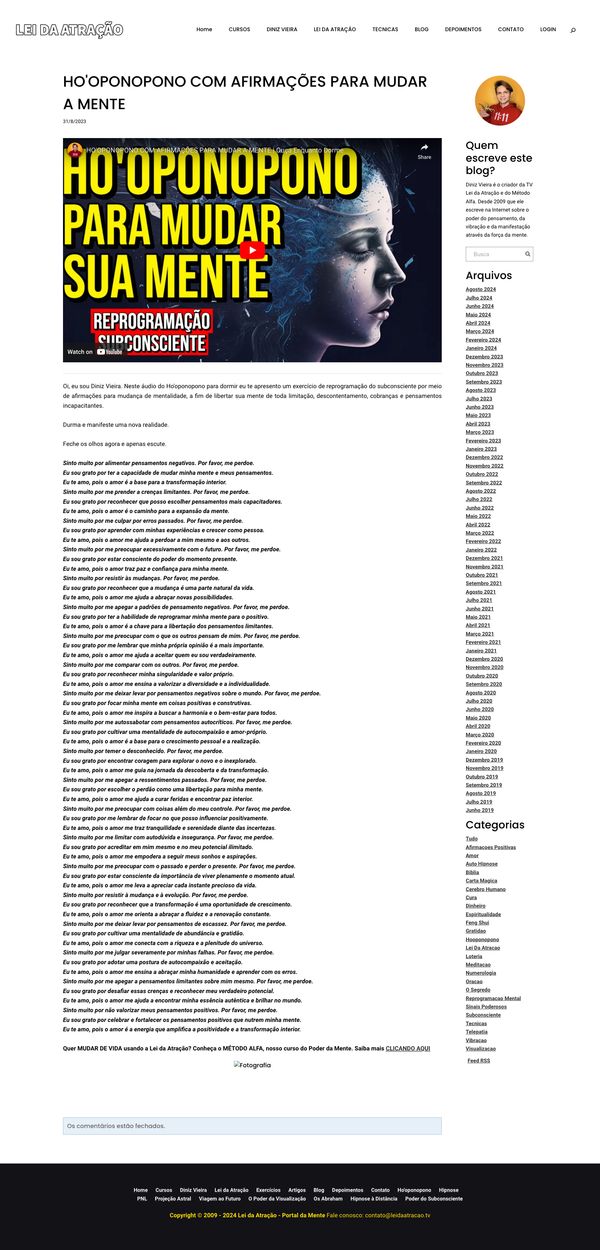 LEI DA ATRAÇÃO
Home CURSOS DINIZ VIEIRA LEI DA ATRAÇÃO TECNICAS BLOG DEPOIMENTOS CONTATO LOGIN
HO'OPONOPONO COM AFIRMAÇÕES PARA MUDAR
A MENTE
31/8/2023
HO'OPONOPONO COM AFIRMAÇÕES PARA MUDAR A MENTE | Ouça Enquanto Dorme
Share
HO'OPONOPONO
PARA MUDAR
SUA MENTE
REPROGRAMAÇÃO
SUBCONSCIENTE
Watch on YouTube
Oi, eu sou Diniz Vieira. Neste áudio do Ho'oponopono para dormir eu te apresento um exercício de reprogramação do subconsciente por meio
de afirmações para mudança de mentalidade, a fim de libertar sua mente de toda limitação, descontentamento, cobranças e pensamentos
incapacitantes.
Durma e manifeste uma nova realidade.
Feche os olhos agora e apenas escute.
Sinto muito por alimentar pensamentos negativos. Por favor, me perdoe.
Eu sou grato por ter a capacidade de mudar minha mente e meus pensamentos.
Eu te amo, pois o amor é a base para a transformação interior.
Sinto muito por me prender a crenças limitantes. Por favor, me perdoe.
Eu sou grato por reconhecer que posso escolher pensamentos mais capacitadores.
Eu te amo, pois o amor é o caminho para a expansão da mente.
Sinto muito por me culpar por erros passados. Por favor, me perdoe.
Eu sou grato por aprender com minhas experiências e crescer como pessoa.
Eu te amo, pois o amor me ajuda a perdoar a mim mesmo e aos outros.
Sinto muito por me preocupar excessivamente com o futuro. Por favor, me perdoe.
Eu sou grato por estar consciente do poder do momento presente.
Eu te amo, pois o amor traz paz e confiança para minha mente.
Sinto muito por resistir às mudanças. Por favor, me perdoe.
Eu sou grato por reconhecer que a mudança é uma parte natural da vida.
Eu te amo, pois o amor me ajuda a abraçar novas possibilidades.
Sinto muito por me apegar a padrões de pensamento negativos. Por favor, me perdoe.
Eu sou grato por ter a habilidade de reprogramar minha mente para o positivo.
Eu te amo, pois o amor é a chave para a libertação dos pensamentos limitantes.
Sinto muito por me preocupar com o que os outros pensam de mim. Por favor, me perdoe.
Eu sou grato por me lembrar que minha própria opinião é a mais importante.
Eu te amo, pois o amor me ajuda a aceitar quem eu sou verdadeiramente.
Sinto muito por me comparar com os outros. Por favor, me perdoe.
Eu sou grato por reconhecer minha singularidade e valor próprio.
Eu te amo, pois o amor me ensina a valorizar a diversidade e a individualidade.
Sinto muito por me deixar levar por pensamentos negativos sobre o mundo. Por favor, me perdoe.
Eu sou grato por focar minha mente em coisas positivas e construtivas.
Eu te amo, pois o amor me inspira a buscar a harmonia e o bem-estar para todos.
Sinto muito por me autossabotar com pensamentos autocríticos. Por favor, me perdoe.
Eu sou grato por cultivar uma mentalidade de autocompaixão e amor-próprio.
Eu te amo, pois o amor é a base para o crescimento pessoal e a realização.
Sinto muito por temer o desconhecido. Por favor, me perdoe.
Eu sou grato por encontrar coragem para explorar o novo e o inexplorado.
Eu te amo, pois o amor me guia na jornada da descoberta e da transformação.
Sinto muito por me apegar a ressentimentos passados. Por favor, me perdoe.
Eu sou grato por escolher o perdão como uma libertação para minha mente.
Eu te amo, pois o amor me ajuda a curar feridas e encontrar paz interior.
Sinto muito por me preocupar com coisas além do meu controle. Por favor, me perdoe.
Eu sou grato por me lembrar de focar no que posso influenciar positivamente.
Eu te amo, pois o amor me traz tranquilidade e serenidade diante das incertezas.
Sinto muito por me limitar com autodúvida e insegurança. Por favor, me perdoe.
Eu sou grato por acreditar em mim mesmo e no meu potencial ilimitado.
Eu te amo, pois o amor me empodera a seguir meus sonhos e aspirações.
Sinto muito por me preocupar com o passado e perder o presente. Por favor, me perdoe.
Eu sou grato por estar consciente da importância de viver plenamente o momento atual.
Eu te amo, pois o amor me leva a apreciar cada instante precioso da vida.
Sinto muito por resistir à mudança e à evolução. Por favor, me perdoe.
Eu sou grato por reconhecer que a transformação é uma oportunidade de crescimento.
Eu te amo, pois o amor me orienta a abraçar a fluidez e a renovação constante.
Sinto muito por me deixar levar por pensamentos de escassez. Por favor, me perdoe.
Eu sou grato por cultivar uma mentalidade de abundância e gratidão.
Eu te amo, pois o amor me conecta com a riqueza e a plenitude do universo.
Sinto muito por me julgar severamente por minhas falhas. Por favor, me perdoe.
Eu sou grato por adotar uma postura de autocompaixão e aceitação.
Eu te amo, pois o amor me ensina a abraçar minha humanidade e aprender com os erros.
Sinto muito por me apegar a pensamentos limitantes sobre mim mesmo. Por favor, me perdoe.
Eu sou grato por desafiar essas crenças e reconhecer meu verdadeiro potencial.
Eu te amo, pois o amor me ajuda a encontrar minha essência autêntica e brilhar no mundo.
Sinto muito por não valorizar meus pensamentos positivos. Por favor, me perdoe.
Eu sou grato por celebrar e fortalecer os pensamentos positivos que nutrem minha mente.
Eu te amo, pois o amor é a energia que amplifica a positividade e a transformação interior.
Quer MUDAR DE VIDA usando a Lei da Atração? Conheça o MÉTODO ALFA, nosso curso do Poder da Mente. Saiba mais CLICANDO AQUI
Fotografia
Os comentários estão fechados.
11:11
Quem
escreve este
blog?
Diniz Vieira é o criador da TV
Lei da Atração e do Método
Alfa. Desde 2009 que ele
escreve na Internet sobre o
poder do pensamento, da
vibração e da manifestação
através da força da mente.
Busca
Arquivos
Agosto 2024
Julho 2024
Junho 2024
Maio 2024
Abril 2024
Março 2024
Fevereiro 2024
Janeiro 2024
Dezembro 2023
Novembro 2023
Outubro 2023
Setembro 2023
Agosto 2023
Julho 2023
Junho 2023
Maio 2023
Abril 2023
Março 2023
Fevereiro 2023
Janeiro 2023
Dezembro 2022
Novembro 2022
Outubro 2022
Setembro 2022
Agosto 2022
Julho 2022
Junho 2022
Maio 2022
Abril 2022
Março 2022
Fevereiro 2022
Janeiro 2022
Dezembro 2021
Novembro 2021
Outubro 2021
Setembro 2021
Agosto 2021
Julho 2021
Junho 2021
Maio 2021
Abril 2021
Março 2021
Fevereiro 2021
Janeiro 2021
Dezembro 2020
Novembro 2020
Outubro 2020
Setembro 2020
Agosto 2020
Julho 2020
Junho 2020
Maio 2020
Abril 2020
Março 2020
Fevereiro 2020
Janeiro 2020
Dezembro 2019
Novembro 2019
Outubro 2019
Setembro 2019
Agosto 2019
Julho 2019
Junho 2019
Categorias
Tudo
Afirmacoes Positivas
Amor
Auto Hipnose
Bíblia
Carta Magica
Cerebro Humano
Cura
Dinheiro
Espiritualidade
Feng Shui
Gratidao
Hooponopono
Lei Da Atracao
Loteria
Meditacao
Numerologia
Oracao
O Segredo
Reprogramacao Mental
Sinais Poderosos
Subconsciente
Tecnicas
Telepatia
Vibracao
Visualizacao
Feed RSS
Home Cursos Diniz Vieira Lei da Atração Exercícios Artigos Blog Depoimentos Contato Ho'oponopono Hipnose
PNL Projeção Astral Viagem ao Futuro O Poder da Visualização Os Abraham Hipnose à Distância Poder do Subconsciente
Copyright © 2009 - 2024 Lei da Atração - Portal da Mente Fale conosco: contato@leidaatracao.tv